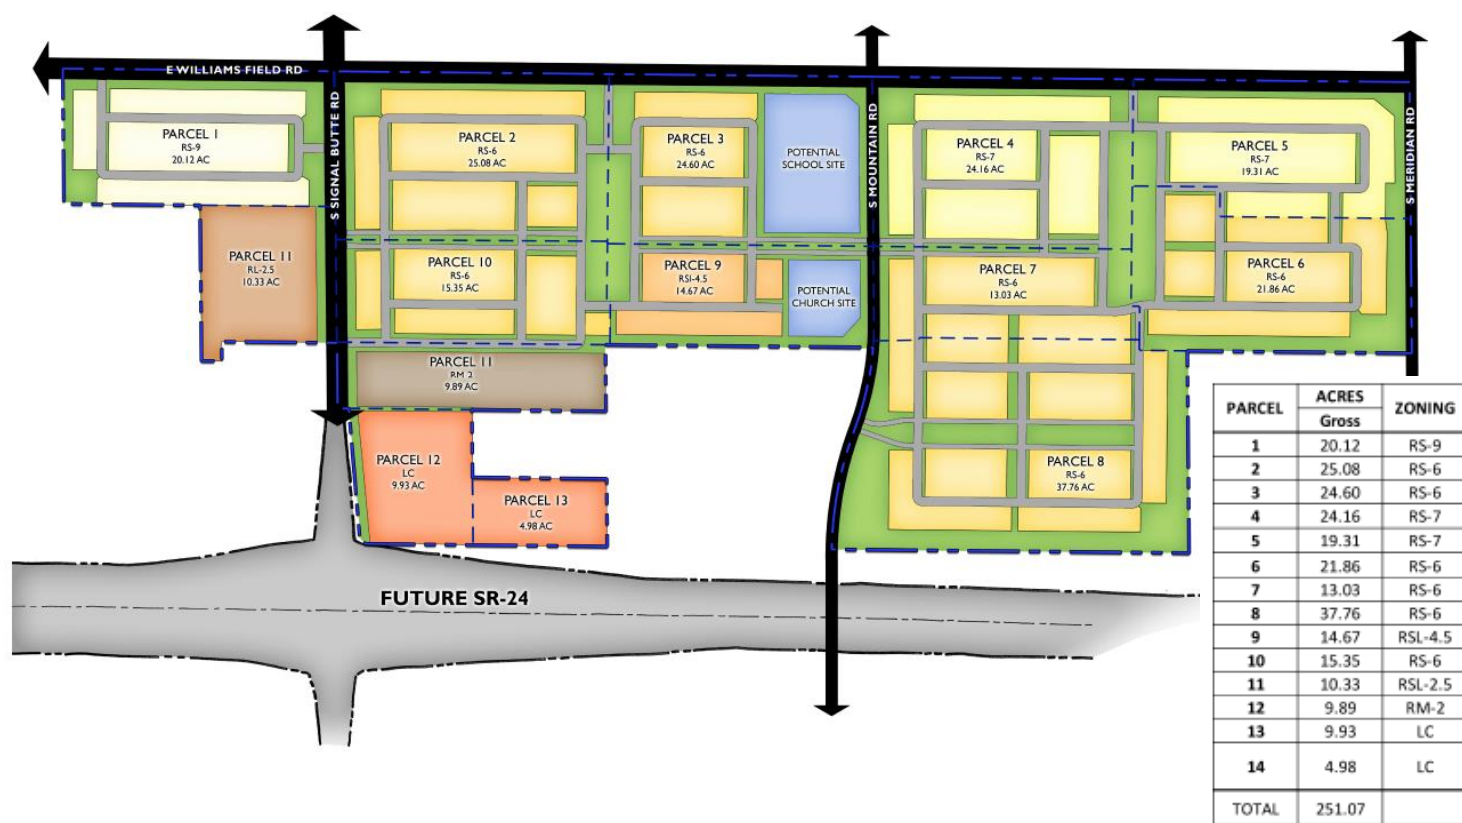 E WILLIAMS FIELD RD
S SIGNAL BUTTE RD
S MOUNTAIN RD
S MERIDIAN RD
PARCEL 1
RS-9
20.12 AC
PARCEL 2
RS-6
25.08 AC
PARCEL 3
RS-6
24.60 AC
POTENTIAL
SCHOOL SITE
PARCEL 4
RS-7
24.16 AC
PARCEL 5
RS-7
19.31 AC
PARCEL 11
RL-2.5
10.33 AC
PARCEL 10
RS-6
15.35 AC
PARCEL 9
RSI-4.5
14.67 AC
POTENTIAL
CHURCH SITE
PARCEL 7
RS-6
13.03 AC
PARCEL 6
RS-6
21.86 AC
PARCEL 11
RM-2
9.89 AC
PARCEL 12
LC
9.93 AC
PARCEL 13
LC
4.98 AC
PARCEL 8
RS-6
37.76 AC
FUTURE SR-24
PARCEL ACRES ZONING
Gross
1 20.12 RS-9
2 25.08 RS-6
3 24.60 RS-6
4 24.16 RS-7
5 19.31 RS-7
6 21.86 RS-6
7 13.03 RS-6
8 37.76 RS-6
9 14.67 RSL-4.5
10 15.35 RS-6
11 10.33 RSL-2.5
12 9.89 RM-2
13 9.93 LC
14 4.98 LC
TOTAL 251.07